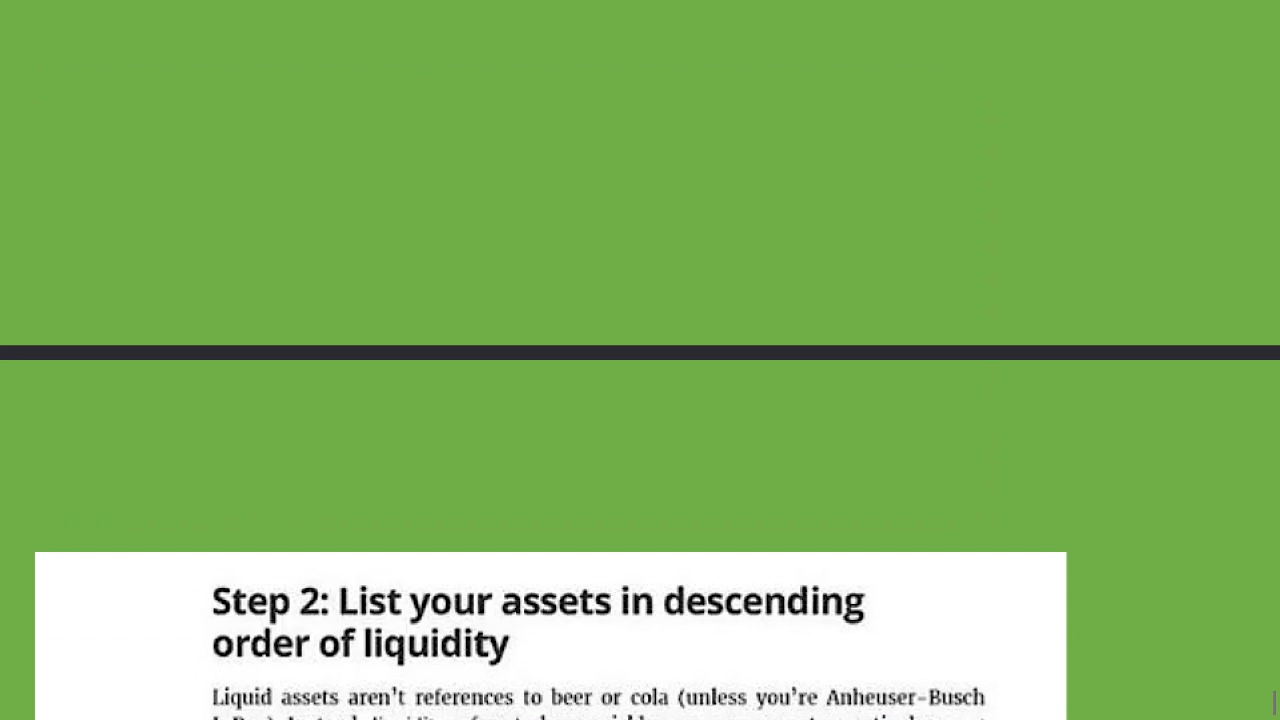 Step 2: List your assets in descending
order of liquidity
Liquid assets aren't references to beer or cola (unless you're Anheuser-Busch